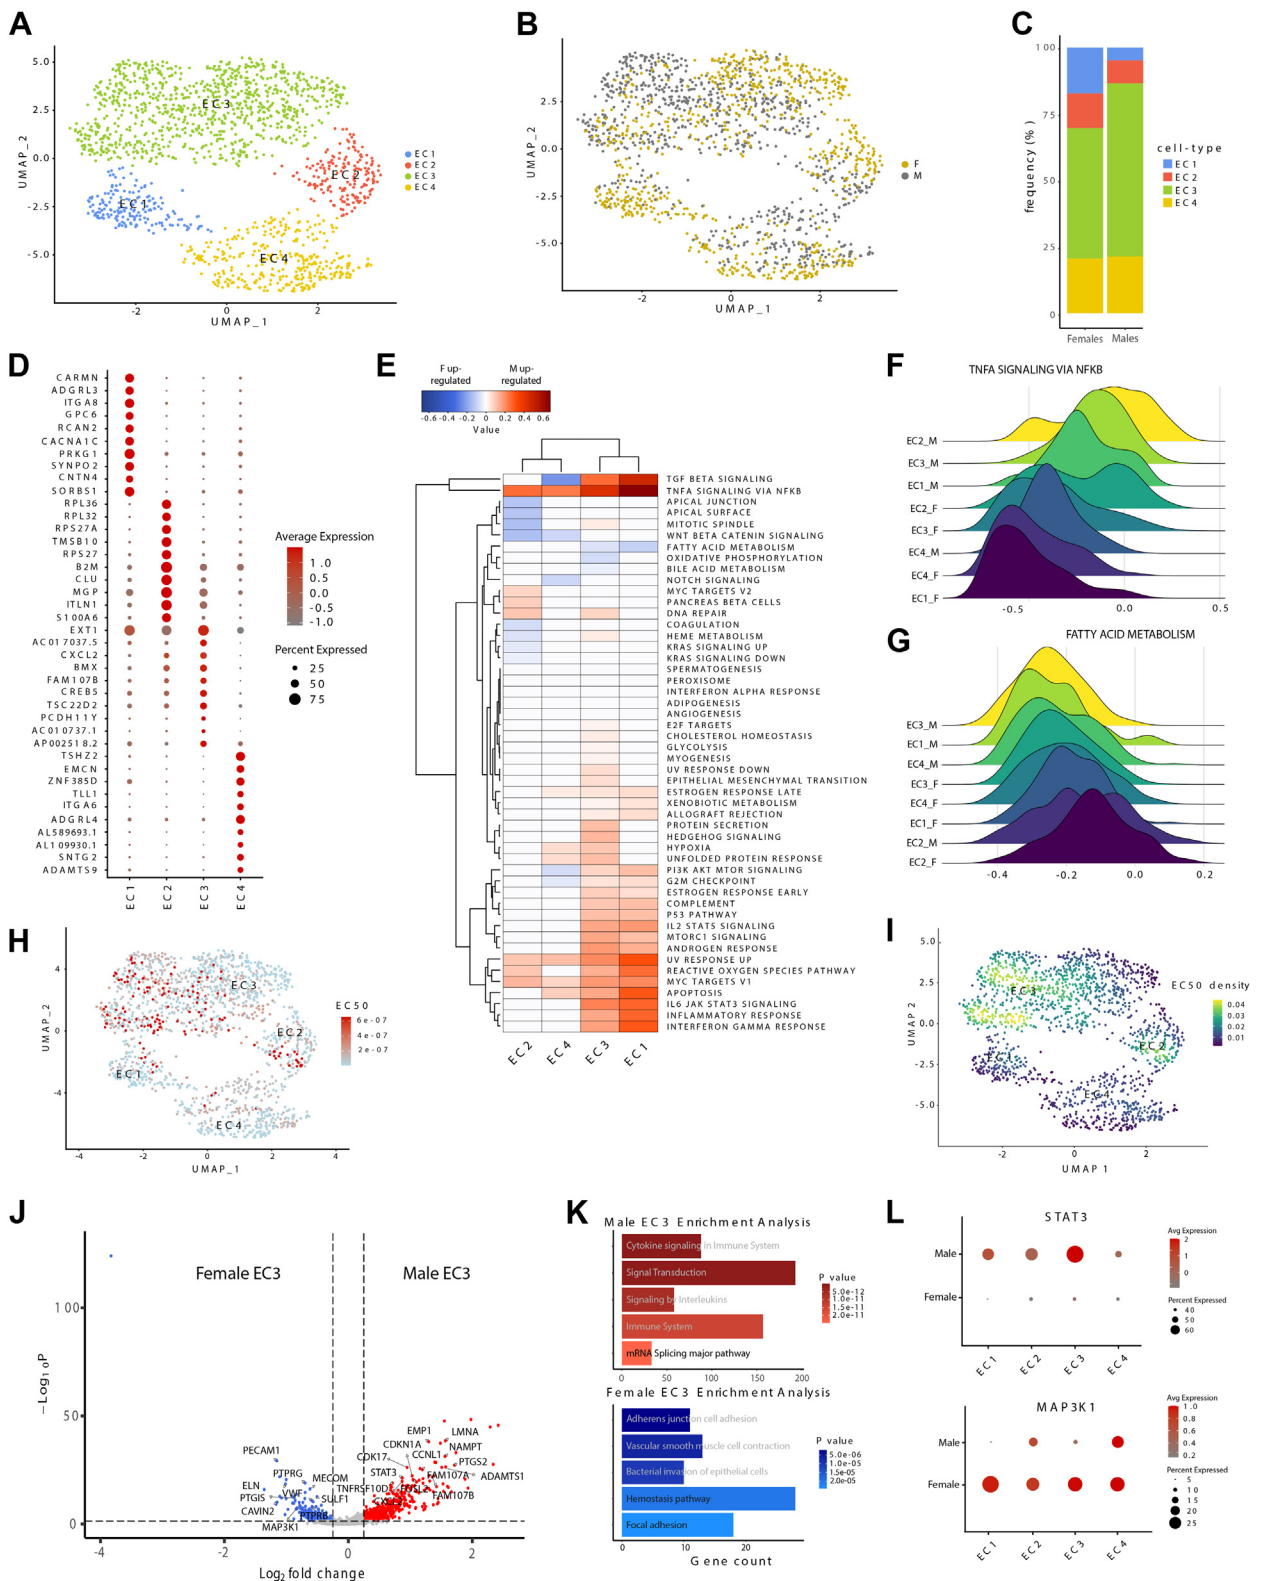 A
5.0
2.5
0.0
-2.5
-5.0
UMAP_2
-2
0
2
UMAP_1
EC3
EC2
EC1
EC4
EC1
EC2
EC3
EC4
B
2.5
0.0
-2.5
-5.0
UMAP_2
-2
0
2
UMAP_1
F
M
C
100
75
50
25
0
frequency (%)
Females
Males
cell-type
EC1
EC2
EC3
EC4
D
CARMN
ADGRL3
ITGA8
GPC6
RCAN2
CACNA1C
PRKG1
SYNPO2
CNTN4
SORBS1
RPL36
RPL32
RPS27A
TMSB10
RPS27
B2M
CLU
MGP
ITLN1
S100A6
EXT1
AC017037.5
CXCL2
BMX
FAM107B
CREB5
TSC22D2
PCDH11Y
AC010737.1
AP002518.2
TSHZ2
EMCN
ZNF385D
TLL1
ITGA6
ADGRL4
AL589693.1
AL109930.1
SNTG2
ADAMTS9
EC1
EC2
EC3
EC4
Average Expression
1.0
0.5
0.0
-0.5
-1.0
Percent Expressed
25
50
75
E
F up-regulated
M up-regulated
-0.6 -0.4 -0.2 0 0.2 0.4 0.6
Value
TGF BETA SIGNALING
TNFA SIGNALING VIA NFKB
APICAL JUNCTION
APICAL SURFACE
MITOTIC SPINDLE
WNT BETA CATENIN SIGNALING
FATTY ACID METABOLISM
OXIDATIVE PHOSPHORYLATION
BILE ACID METABOLISM
NOTCH SIGNALING
MYC TARGETS V2
PANCREAS BETA CELLS
DNA REPAIR
COAGULATION
HEME METABOLISM
KRAS SIGNALING UP
KRAS SIGNALING DOWN
SPERMATOGENESIS
PEROXISOME
INTERFERON ALPHA RESPONSE
ADIPOGENESIS
ANGIOGENESIS
E2F TARGETS
CHOLESTEROL HOMEOSTASIS
GLYCOLYSIS
MYOGENESIS
UV RESPONSE DOWN
EPITHELIAL MESENCHYMAL TRANSITION
ESTROGEN RESPONSE LATE
XENOBIOTIC METABOLISM
ALLOGRAFT REJECTION
PROTEIN SECRETION
HEDGEHOG SIGNALING
HYPOXIA
UNFOLDED PROTEIN RESPONSE
PI3K AKT MTOR SIGNALING
G2M CHECKPOINT
ESTROGEN RESPONSE EARLY
COMPLEMENT
P53 PATHWAY
IL2 STAT5 SIGNALING
MTORC1 SIGNALING
ANDROGEN RESPONSE
UV RESPONSE UP
REACTIVE OXYGEN SPECIES PATHWAY
MYC TARGETS V1
APOPTOSIS
IL6 JAK STAT3 SIGNALING
INFLAMMATORY RESPONSE
INTERFERON GAMMA RESPONSE
EC2
EC4
EC3
EC1
F
TNFA SIGNALING VIA NFKB
EC2_M
EC3_M
EC1_M
EC2_F
EC3_F
EC4_M
EC4_F
EC1_F
-0.5
0.0
0.5
G
FATTY ACID METABOLISM
EC3_M
EC1_M
EC4_M
EC3_F
EC4_F
EC1_F
EC2_M
EC2_F
-0.4
-0.2
0.0
0.2
H
4
0
-4
UMAP_2
-4
-2
0
2
4
UMAP_1
EC3
EC2
EC1
EC4
EC50
6e-07
4e-07
2e-07
I
5.0
2.5
0.0
-2.5
-5.0
UMAP 2
-2
0
2
UMAP 1
EC3
EC2
EC1
EC4
EC50 density
0.04
0.03
0.02
0.01
J
Female EC3
Male EC3
100
50
0
−Log10P
-4
-2
0
2
Log2 fold change
PECAM1
PTPRG
ELN
MECOM
PTGIS
VWF
SULF1
CAVIN2
PTPRB
MAP3K1
EMP1
LMNA
CDKN1A
NAMPT
CDK17
CCNL1
PTGS2
STAT3
FAM107A
ADAMTS1
TNFRSF10D
FOSL2
FAM107B
K
Male EC3 Enrichment Analysis
Cytokine signaling in Immune System
Signal Transduction
Signaling by Interleukins
Immune System
mRNA Splicing major pathway
0
50
100
150
200
P value
5.0e-12
1.0e-11
1.5e-11
2.0e-11
Female EC3 Enrichment Analysis
Adherens junction cell adhesion
Vascular smooth muscle cell contraction
Bacterial invasion of epithelial cells
Hemostasis pathway
Focal adhesion
0
10
20
Gene count
P value
5.0e-06
1.0e-05
1.5e-05
2.0e-05
L
STAT3
Male
Female
EC1
EC2
EC3
EC4
Avg Expression
2
1
0
Percent Expressed
40
50
60
MAP3K1
Male
Female
EC1
EC2
EC3
EC4
Avg Expression
1.0
0.8
0.6
0.4
0.2
Percent Expressed
5
10
15
20
25